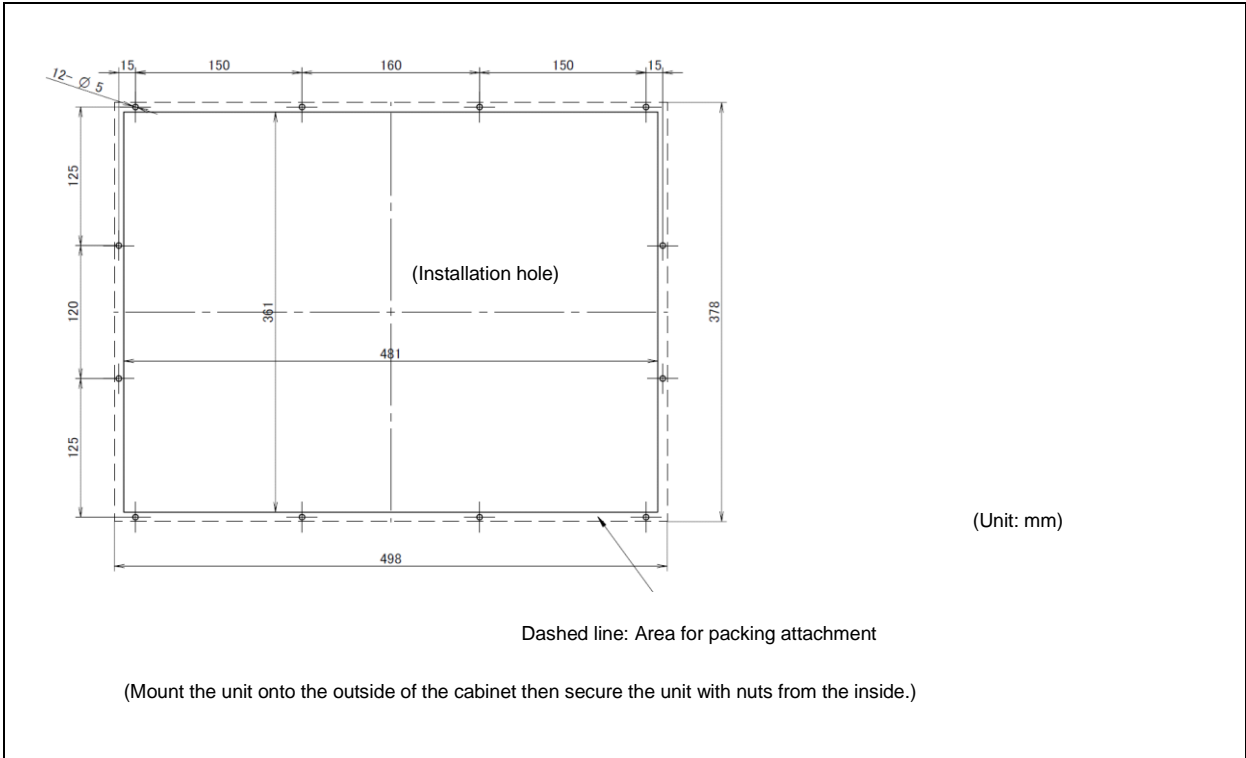 15 150 160 150 15
12- Ø 5
125
(Installation hole)
120
361
378
481
125
(Unit: mm)
498
Dashed line: Area for packing attachment
(Mount the unit onto the outside of the cabinet then secure the unit with nuts from the inside.)